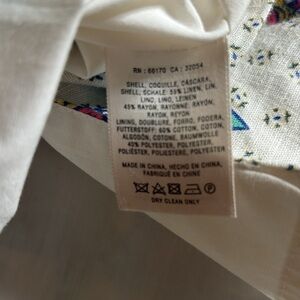 RN : 66170 CA : 32054
SHELL, COQUILLE, CASCARA,
SHELL, SCHALE: 55% LINEN, LIN,
LINO, LINO, LEINEN
45% RAYON, RAYONNE, RAYÓN,
RAYON, REYON
LINING, DOUBLURE, FORRO, FODERA,
FUTTERSTOFF: 60% COTTON, COTON,
ALGODÓN, COTONE, BAUMWOLLE
40% POLYESTER, POLYESTER,
POLIÉSTER, POLIESTERE, POLYESTER
MADE IN CHINA, HECHO EN CHINA,
FABRIQUÉ EN CHINE
DRY CLEAN ONLY